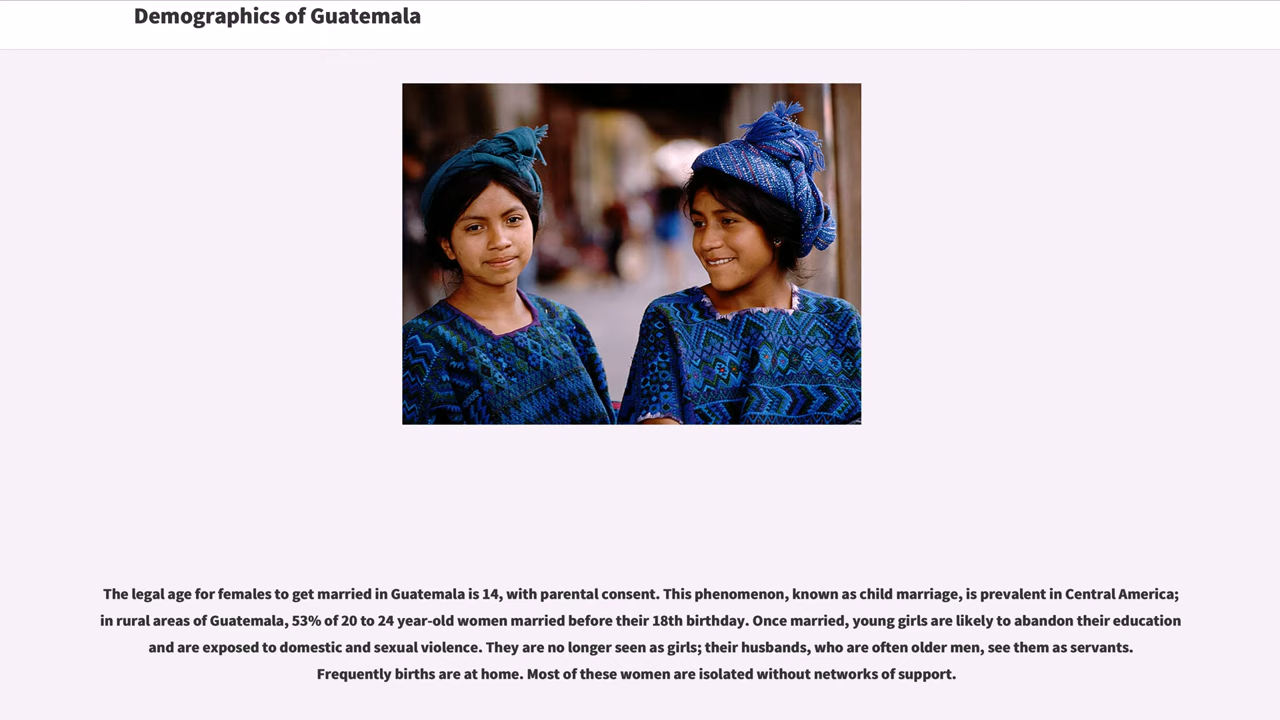 Demographics of Guatemala
The legal age for females to get married in Guatemala is 14, with parental consent. This phenomenon, known as child marriage, is prevalent in Central America;
in rural areas of Guatemala, 53% of 20 to 24 year-old women married before their 18th birthday. Once married, young girls are likely to abandon their education
and are exposed to domestic and sexual violence. They are no longer seen as girls; their husbands, who are often older men, see them as servants.
Frequently births are at home. Most of these women are isolated without networks of support.